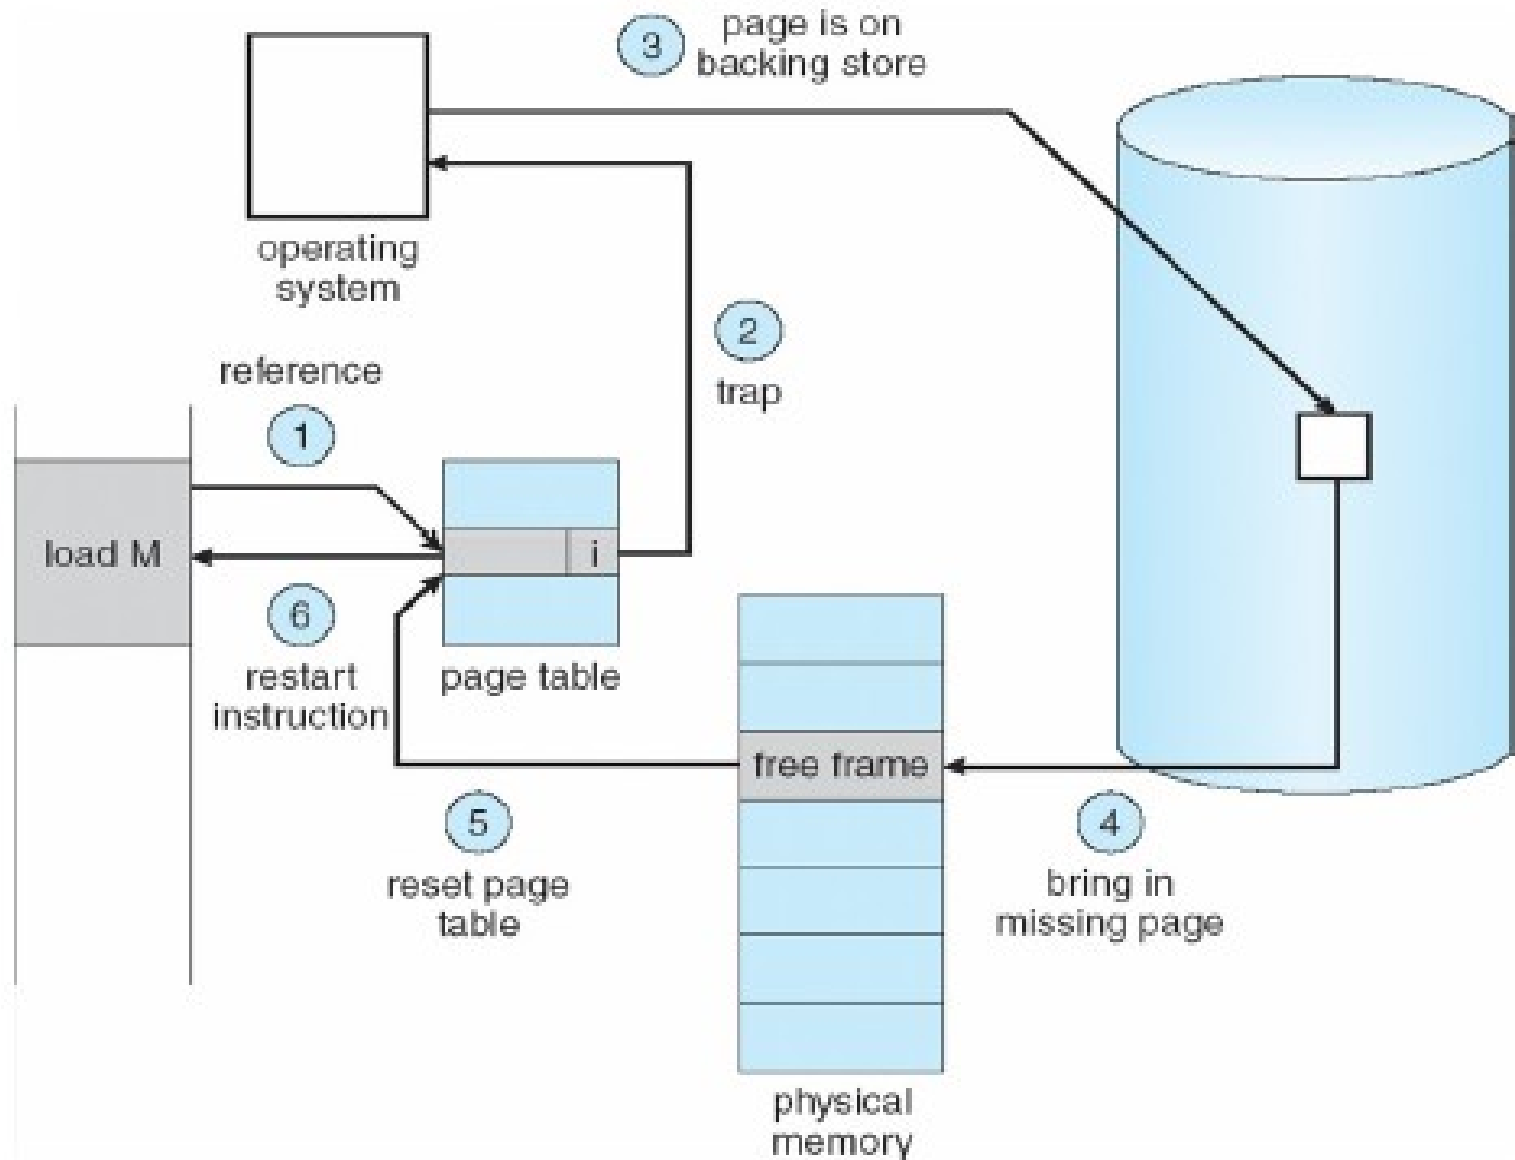 3
page is on
backing store
operating
system
2
trap
reference
1
load M
i
6
restart
instruction
page table
free frame
5
reset page
table
4
bring in
missing page
physical
memory